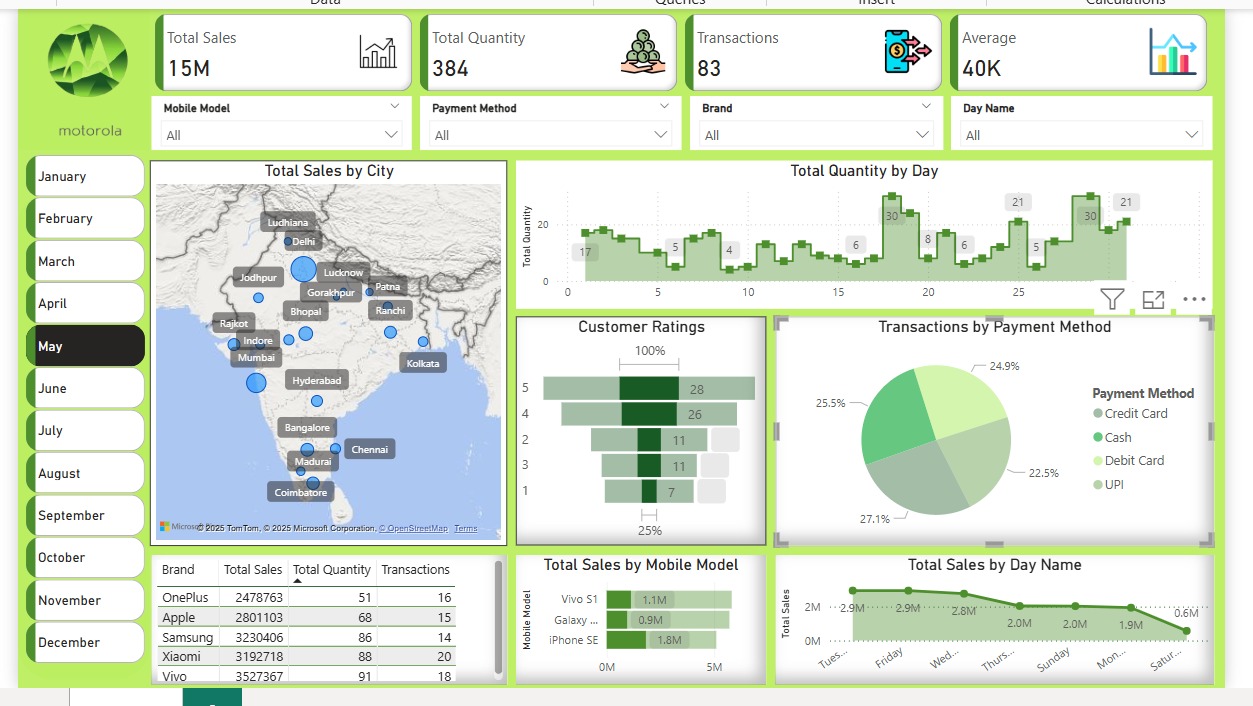 Data Queries Insert Calculations
motorola
Total Sales
15M
Total Quantity
384
Transactions
83
Average
40K
Mobile Model
All
Payment Method
All
Brand
All
Day Name
All
January
February
March
April
May
June
July
August
September
October
November
December
Total Sales by City
Ludhiana
Delhi
Lucknow
Jodhpur
Gorakhpur
Patna
Bhopal
Ranchi
Rajkot
Indore
Mumbai
Kolkata
Hyderabad
Bangalore
Chennai
Madurai
Coimbatore
Microsoft
© 2025 TomTom, © 2025 Microsoft Corporation, © OpenStreetMap Terms
Total Quantity by Day
Total Quantity
20
0
17 5 4 6 30 8 6 21 5 30 21
0 5 10 15 20 25
Customer Ratings
100%
5 28
4 26
2 11
3 11
1 7
25%
Transactions by Payment Method
24.9%
25.5%
22.5%
27.1%
Payment Method
Credit Card
Cash
Debit Card
UPI
Brand Total Sales Total Quantity Transactions
OnePlus 2478763 51 16
Apple 2801103 68 15
Samsung 3230406 86 14
Xiaomi 3192718 88 20
Vivo 3527367 91 18
Total Sales by Mobile Model
Mobile Model
Vivo S1 1.1M
Galaxy ... 0.9M
iPhone SE 1.8M
0M 5M
Total Sales by Day Name
Total Sales
2M
0M
2.9M 2.9M 2.8M 2.0M 2.0M 1.9M 0.6M
Tues... Friday Wed... Thurs... Sunday Mon... Satur...